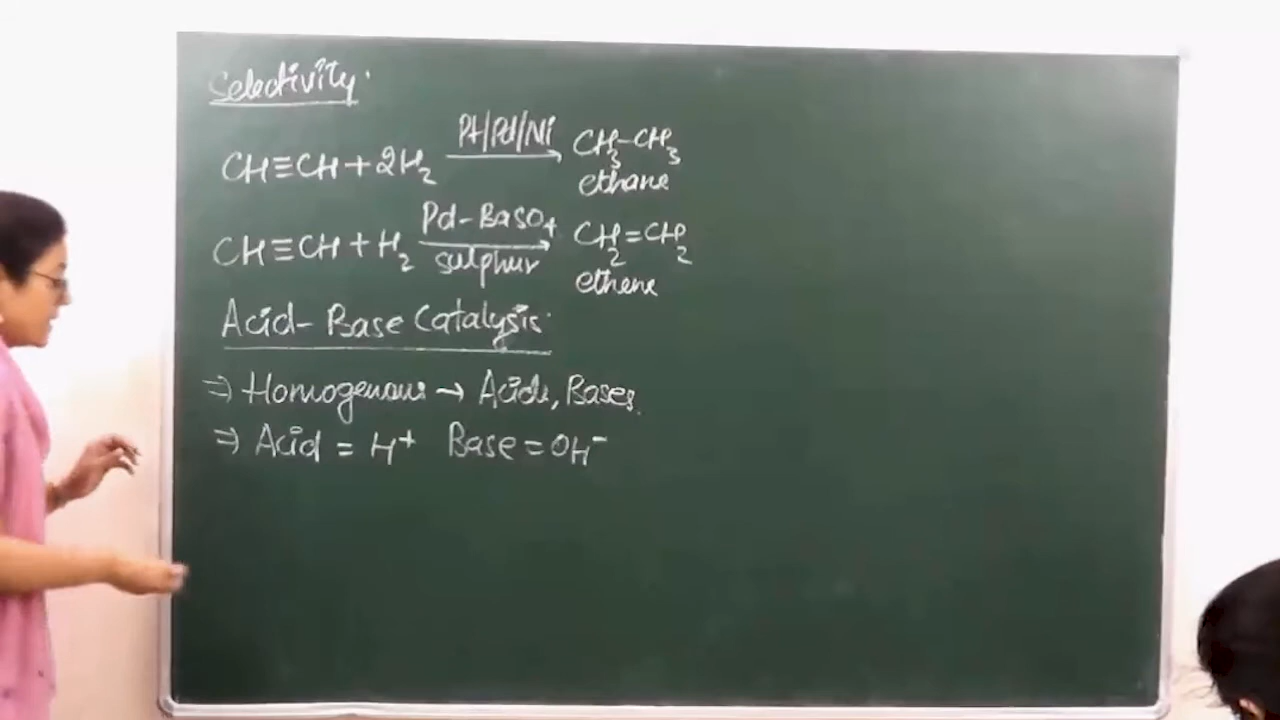 Selectivity.
CH≡CH + 2H₂ Pt/Pd/Ni → CH₃-CH₃
ethane
CH≡CH + H₂ Pd-BaSO₄ → CH₂=CH₂
sulphur ethene
Acid-Base Catalysis.
⇒ Homogenous → Acids, Bases.
⇒ Acid = H⁺ Base = OH⁻